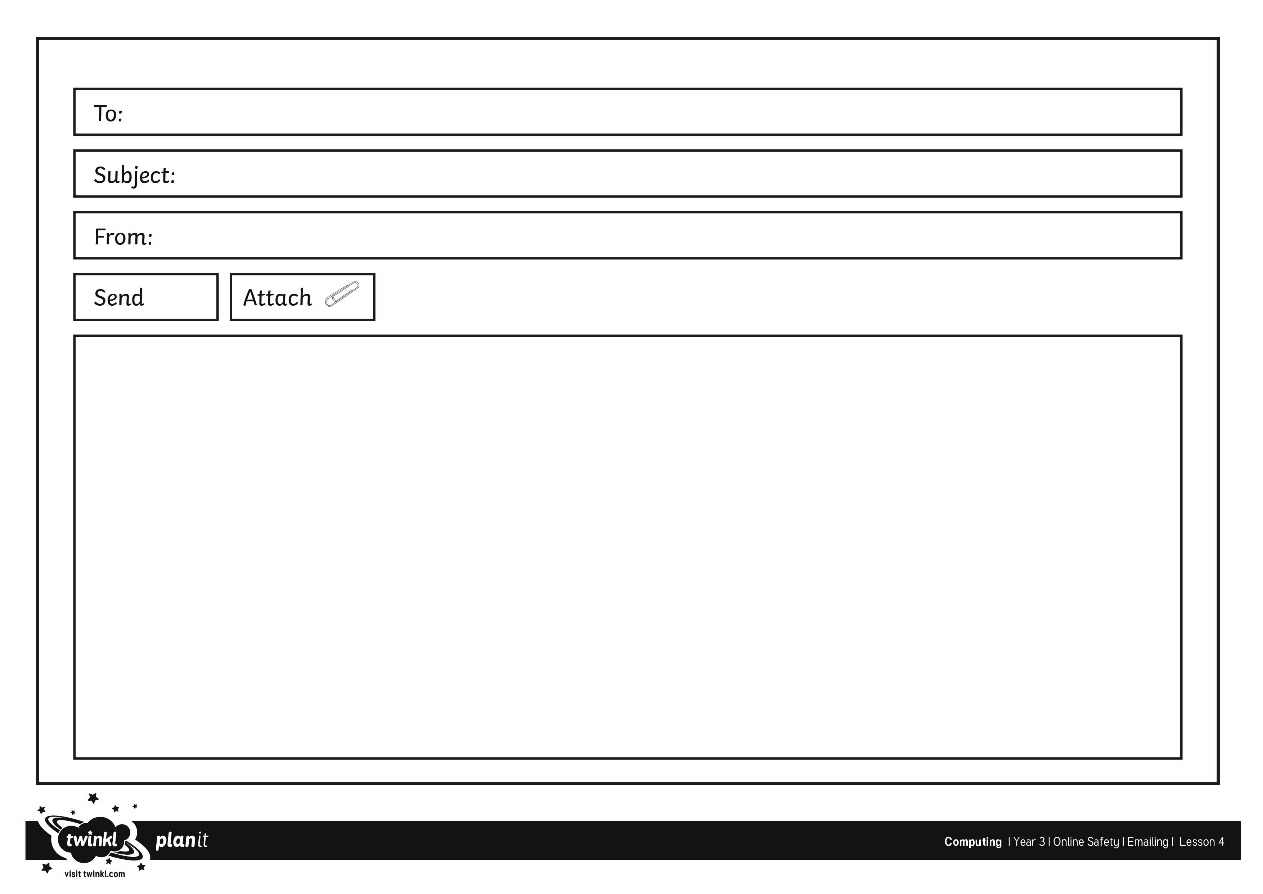 To:
Subject:
From:
Send
Attach
twinkl
planit
Computing | Year 3 | Online Safety | Emailing | Lesson 4
visit twinkl.com